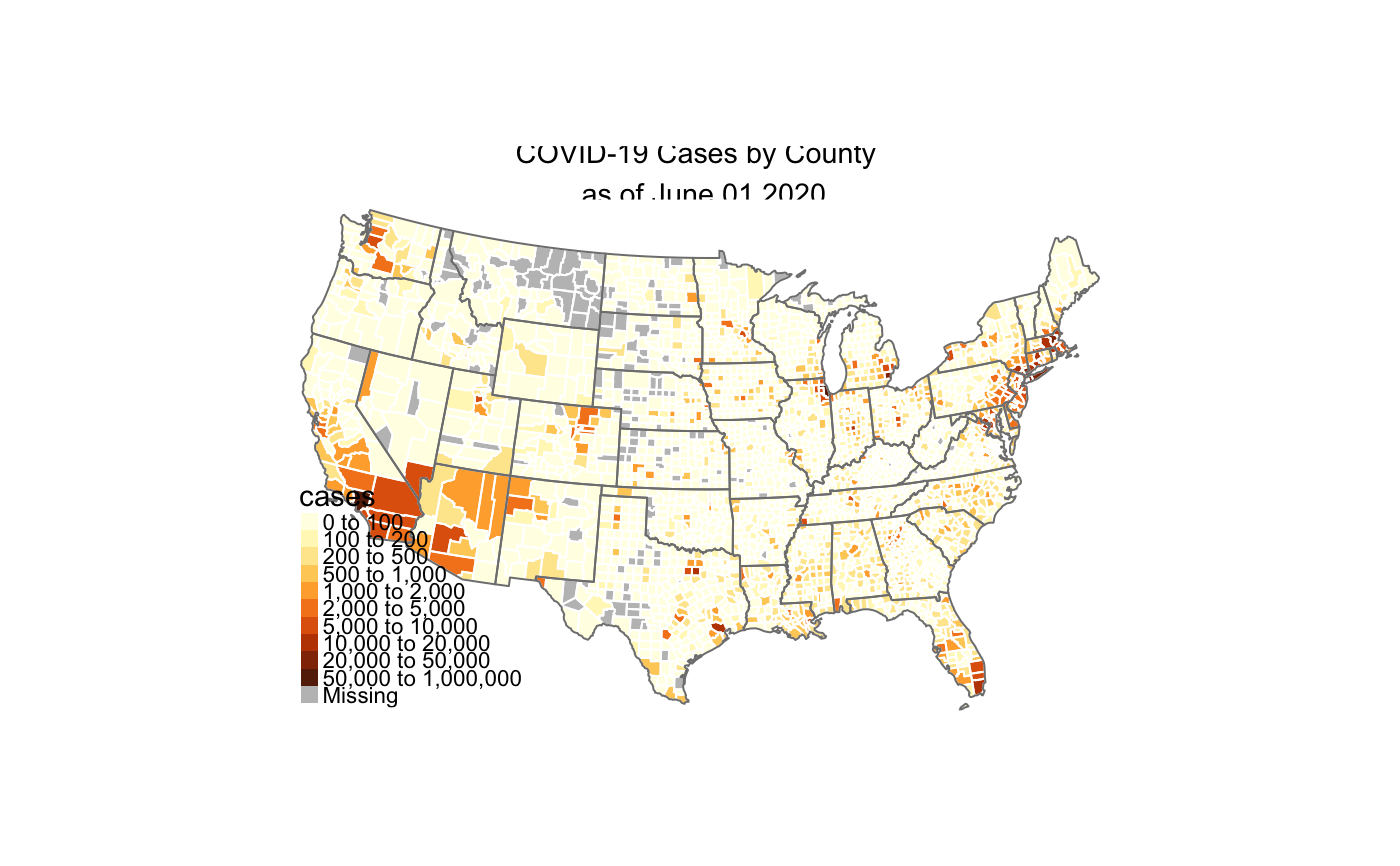 COVID-19 Cases by County
as of June 01 2020
cases
0 to 100
100 to 200
200 to 500
500 to 1,000
1,000 to 2,000
2,000 to 5,000
5,000 to 10,000
10,000 to 20,000
20,000 to 50,000
50,000 to 1,000,000
Missing